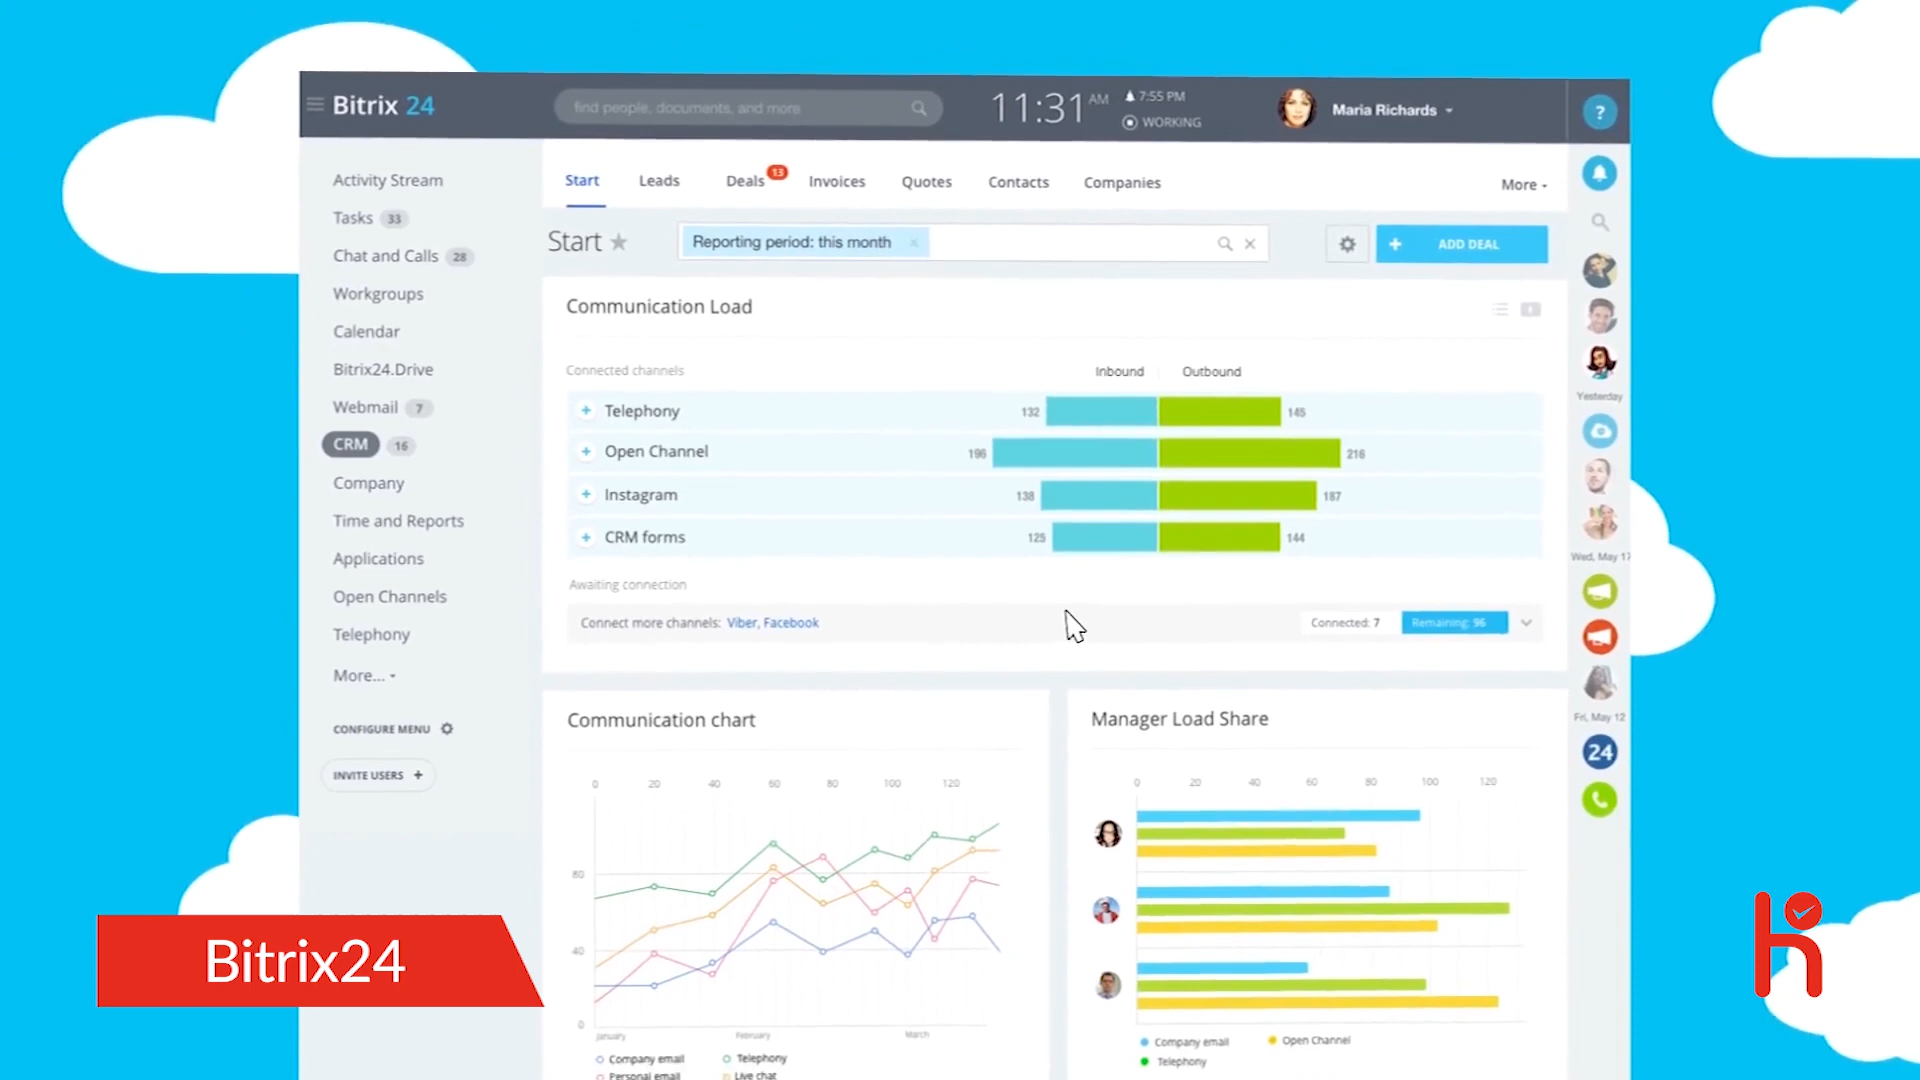 Bitrix 24
find people, documents, and more
11:31 AM
7:55 PM
WORKING
Maria Richards
?
Activity Stream
Tasks 33
Chat and Calls 28
Workgroups
Calendar
Bitrix24.Drive
Webmail 7
CRM 16
Company
Time and Reports
Applications
Open Channels
Telephony
More...
CONFIGURE MENU
INVITE USERS +
Start Leads Deals 13 Invoices Quotes Contacts Companies More
Start
Reporting period: this month ×
+ ADD DEAL
Communication Load
Connected channels Inbound Outbound
+ Telephony 132 145
+ Open Channel 196 216
+ Instagram 138 187
+ CRM forms 125 144
Awaiting connection
Connect more channels: Viber, Facebook Connected: 7 Remaining: 96
Communication chart
0 20 40 60 80 100 120
80
40
0
January February March
Company email Telephony
Personal email Live chat
Manager Load Share
0 20 40 60 80 100 120
Company email Open Channel
Telephony
Yesterday
Wed, May 17
Fri, May 12
24
Bitrix24
h